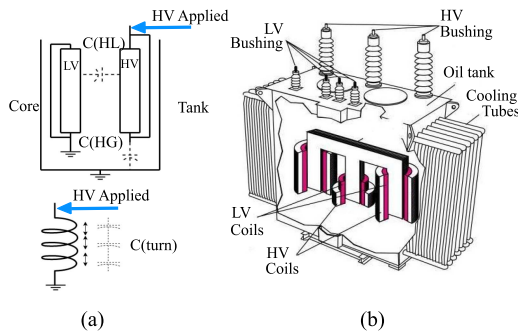 HV Applied
C(HL)
LV
HV
Core
Tank
C(HG)
HV Applied
C(turn)
(a)
LV
Bushing
HV
Bushing
Oil tank
Cooling
Tubes
LV
Coils
HV
Coils
(b)